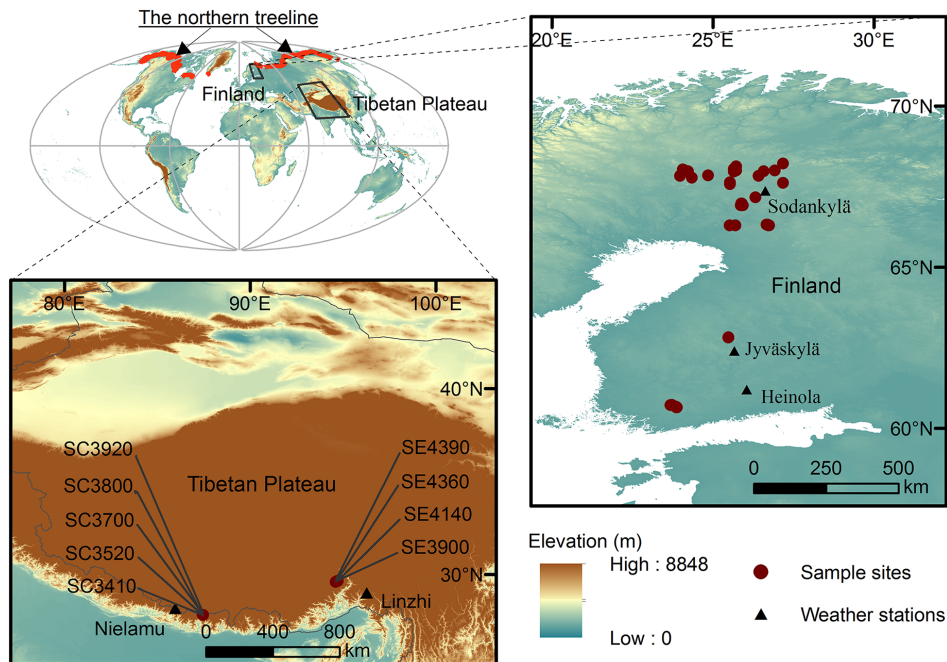 The northern treeline
Finland
Tibetan Plateau
20°E
25°E
30°E
70°N
Sodankylä
65°N
Finland
Jyväskylä
Heinola
60°N
0 250 500
km
80°E
90°E
100°E
40°N
SC3920
SC3800
SC3700
SC3520
SC3410
Tibetan Plateau
SE4390
SE4360
SE4140
SE3900
30°N
Linzhi
Nielamu
0 400 800
km
Elevation (m)
High : 8848
Low : 0
Sample sites
Weather stations